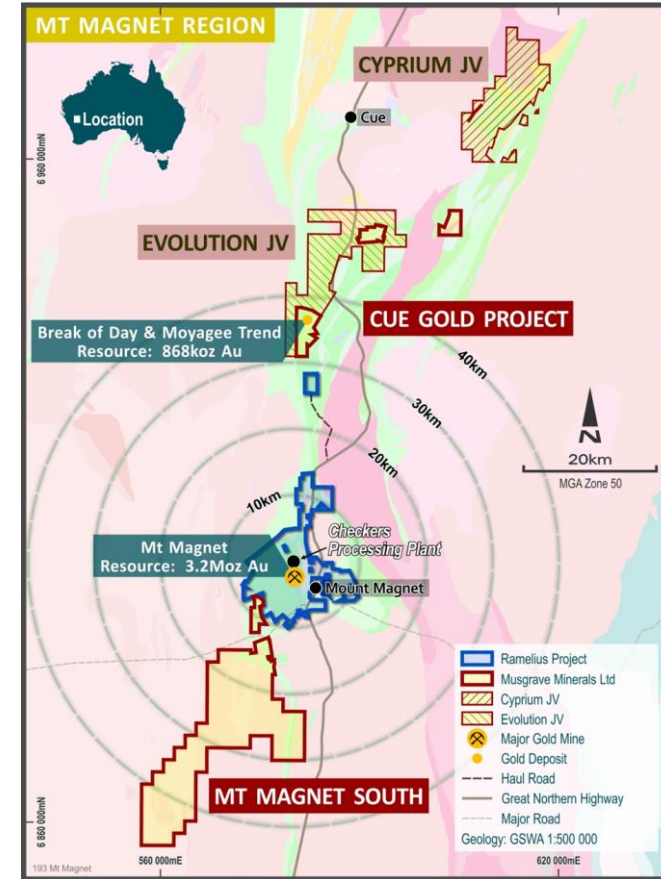 MT MAGNET REGION
CYPRIUM JV
Location
Cue
6 960 000mN
EVOLUTION JV
CUE GOLD PROJECT
Break of Day & Moyagee Trend
Resource: 868koz Au
40km
30km
20km
10km
N
20km
MGA Zone 50
Checkers
Processing Plant
Mt Magnet
Resource: 3.2Moz Au
Mount Magnet
MT MAGNET SOUTH
Ramelius Project
Musgrave Minerals Ltd
Cyprium JV
Evolution JV
Major Gold Mine
Gold Deposit
Haul Road
Great Northern Highway
Major Road
Geology: GSWA 1:500 000
6 860 000mN
193 Mt Magnet
560 000mE
620 000mE